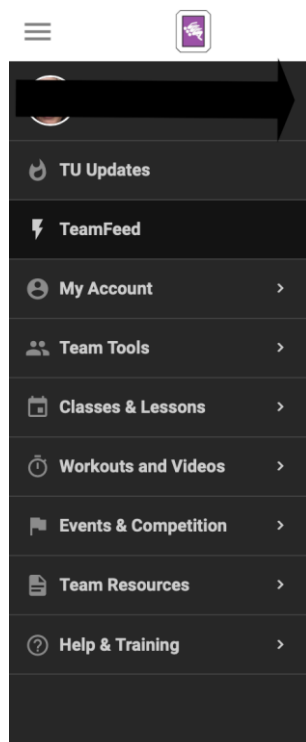 TU Updates
TeamFeed
My Account
Team Tools
Classes & Lessons
Workouts and Videos
Events & Competition
Team Resources
Help & Training